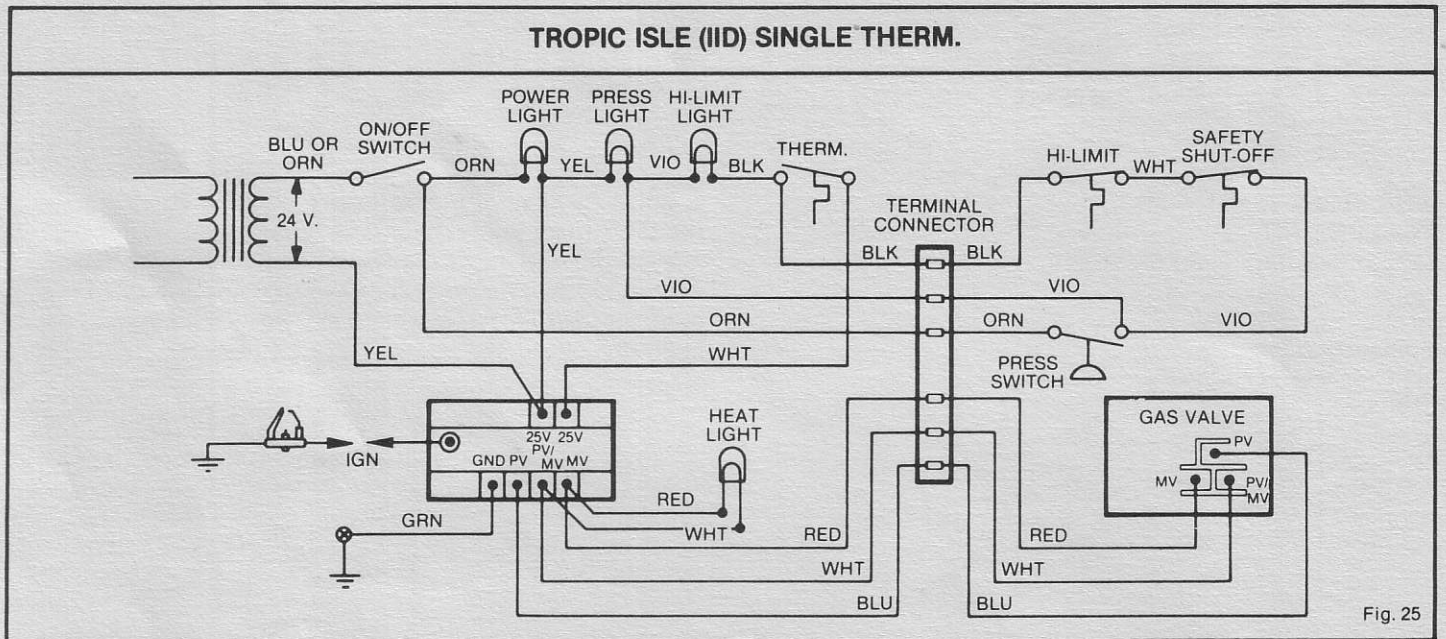 TROPIC ISLE (IID) SINGLE THERM.
POWER
LIGHT
PRESS
LIGHT
HI-LIMIT
LIGHT
BLU OR
ORN
ON/OFF
SWITCH
ORN
YEL
VIO
BLK
THERM.
HI-LIMIT
WHT
SAFETY
SHUT-OFF
24 V.
TERMINAL
CONNECTOR
YEL
BLK
BLK
VIO
VIO
ORN
ORN
VIO
YEL
WHT
PRESS
SWITCH
HEAT
LIGHT
GAS VALVE
25V 25V
IGN
GND PV PV/
MV MV
PV
MV
PV/
MV
RED
GRN
WHT
RED
RED
WHT
WHT
BLU
BLU
Fig. 25